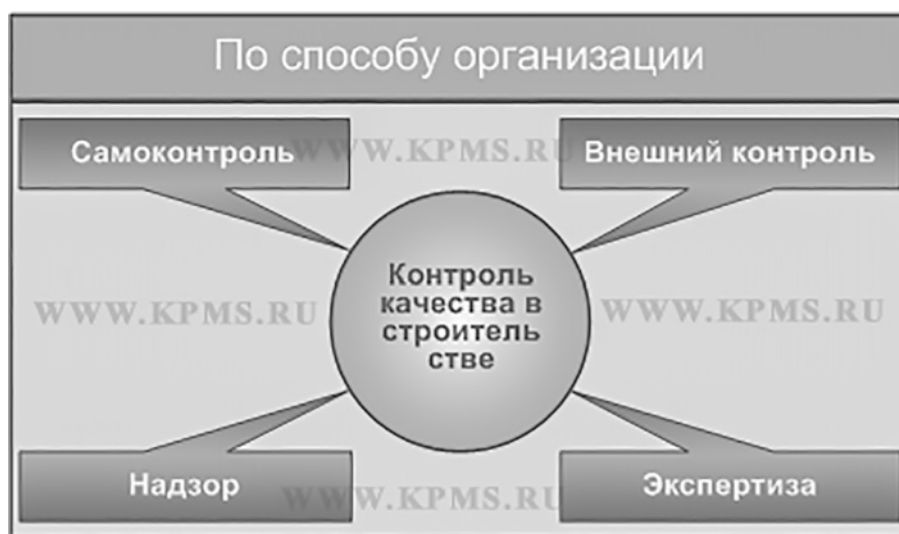 По способу организации
Самоконтроль
WWW.KPMS.RU
Внешний контроль
Контроль
качества в
строитель
стве
WWW.KPMS.RU
WWW.KPMS.RU
Надзор
WWW.KPMS.RU
Экспертиза